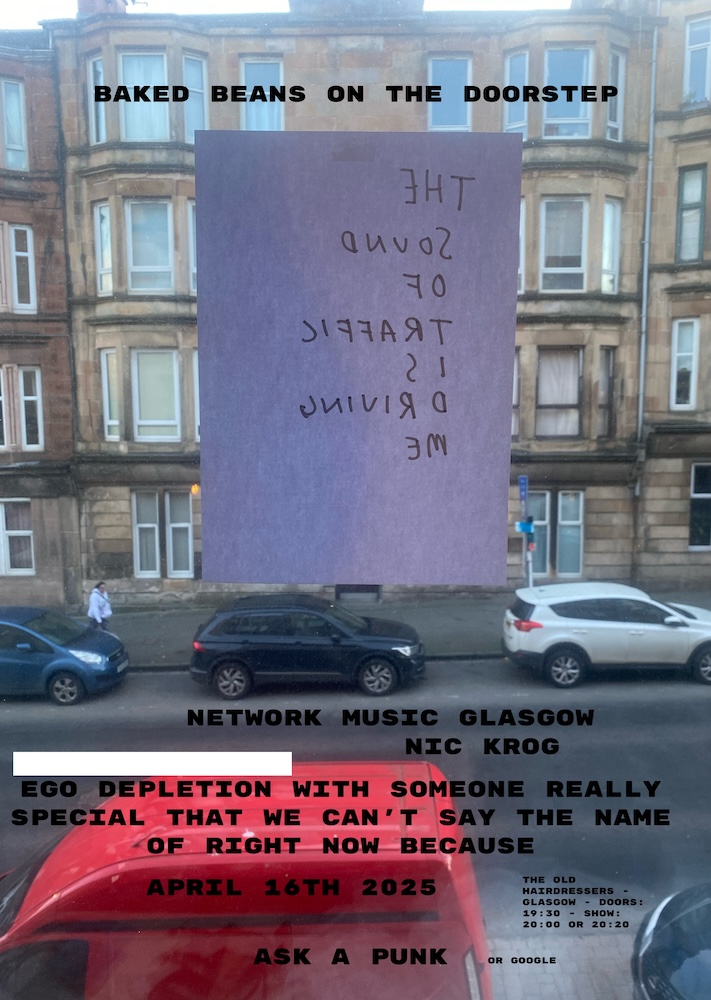 BAKED BEANS ON THE DOORSTEP
THE
SOUND
OF
TRAFFIC
IS
DRIVING
ME
NETWORK MUSIC GLASGOW
NIC KROG
EGO DEPLETION WITH SOMEONE REALLY
SPECIAL THAT WE CAN'T SAY THE NAME
OF RIGHT NOW BECAUSE
APRIL 16TH 2025
THE OLD
HAIRDRESSERS -
GLASGOW - DOORS:
19:30 - SHOW:
20:00 OR 20:20
ASK A PUNK
OR GOOGLE